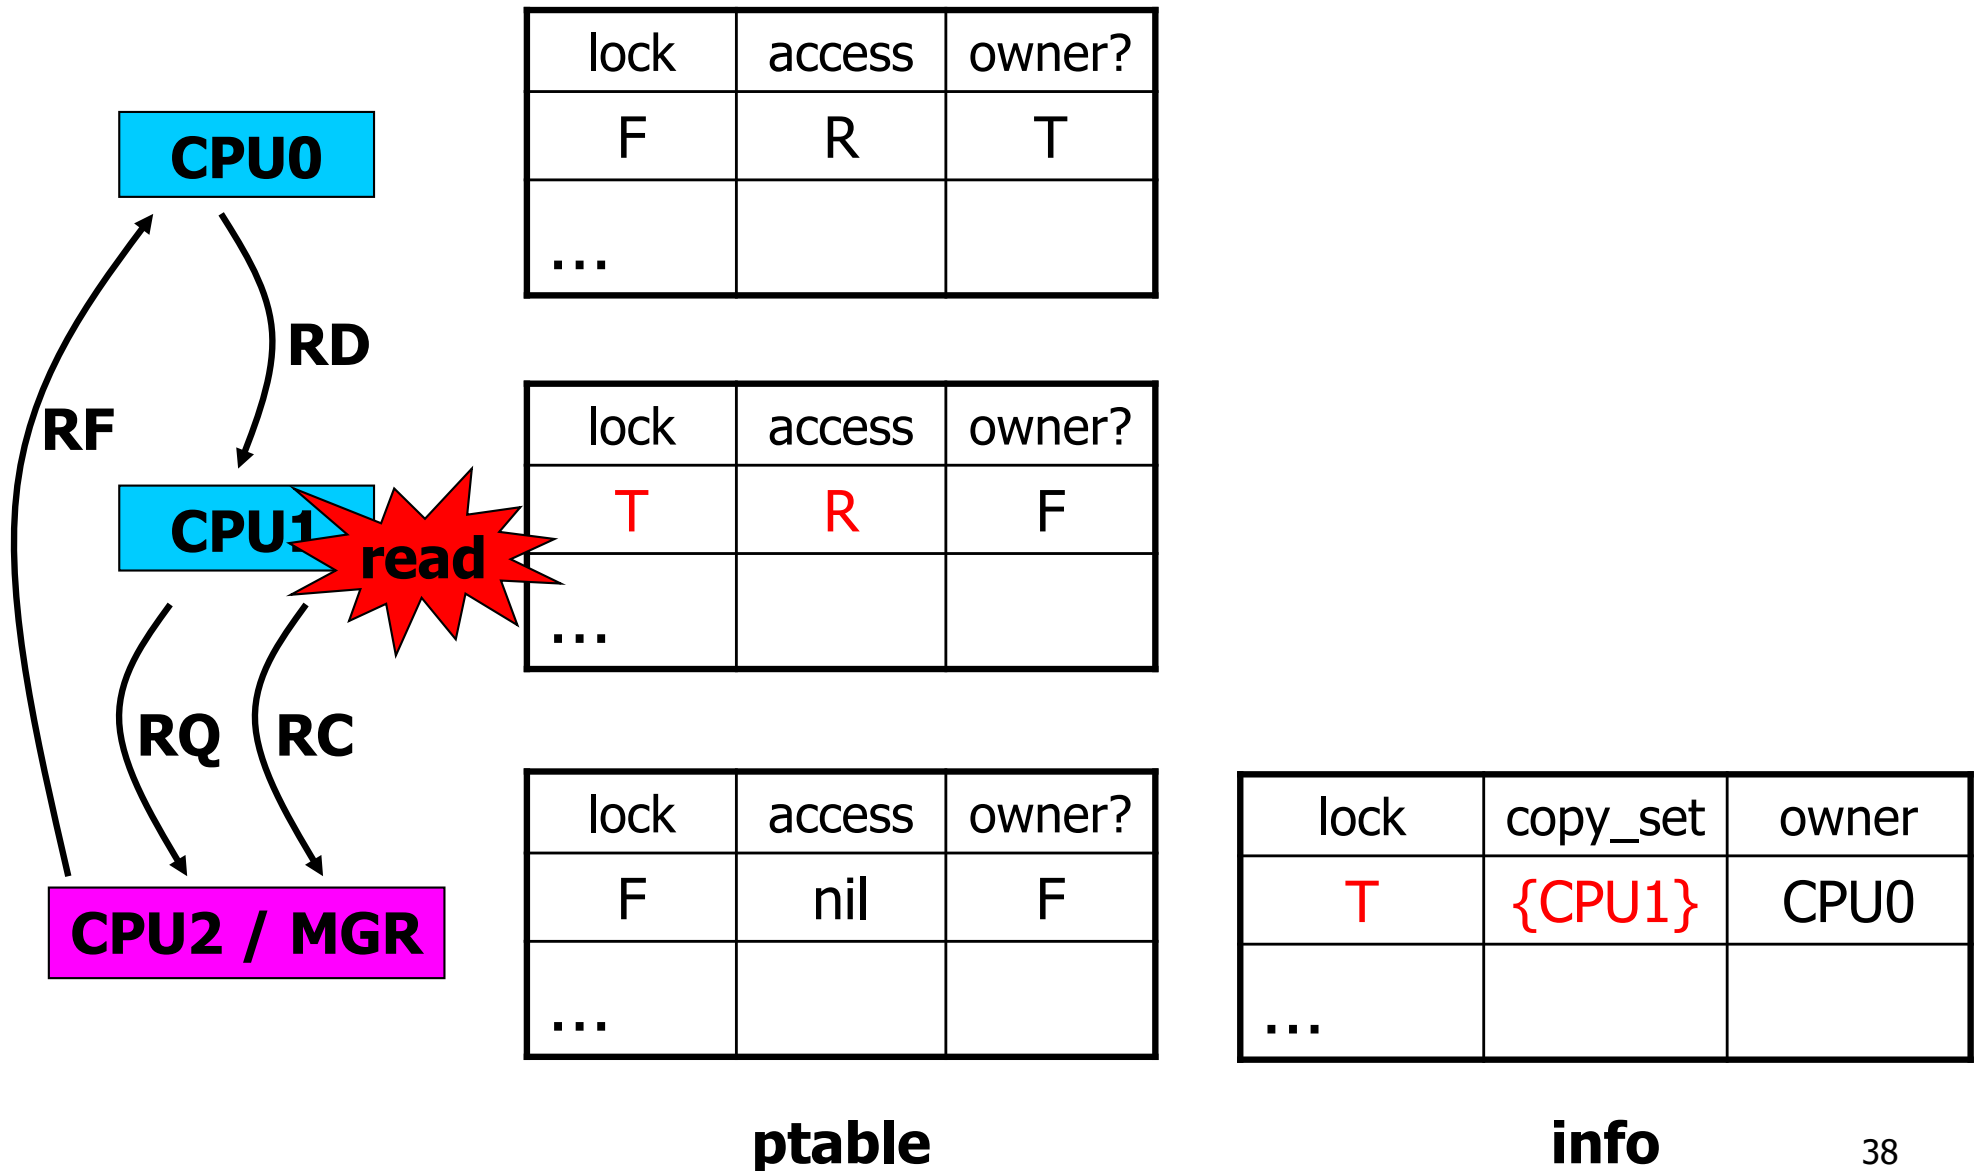 lock access owner?
F R T
...
CPU0
RD
RF
lock access owner?
T R F
...
CPU1
read
RQ RC
lock access owner?
F nil F
...
CPU2 / MGR
lock copy_set owner
T {CPU1} CPU0
...
ptable
info
38